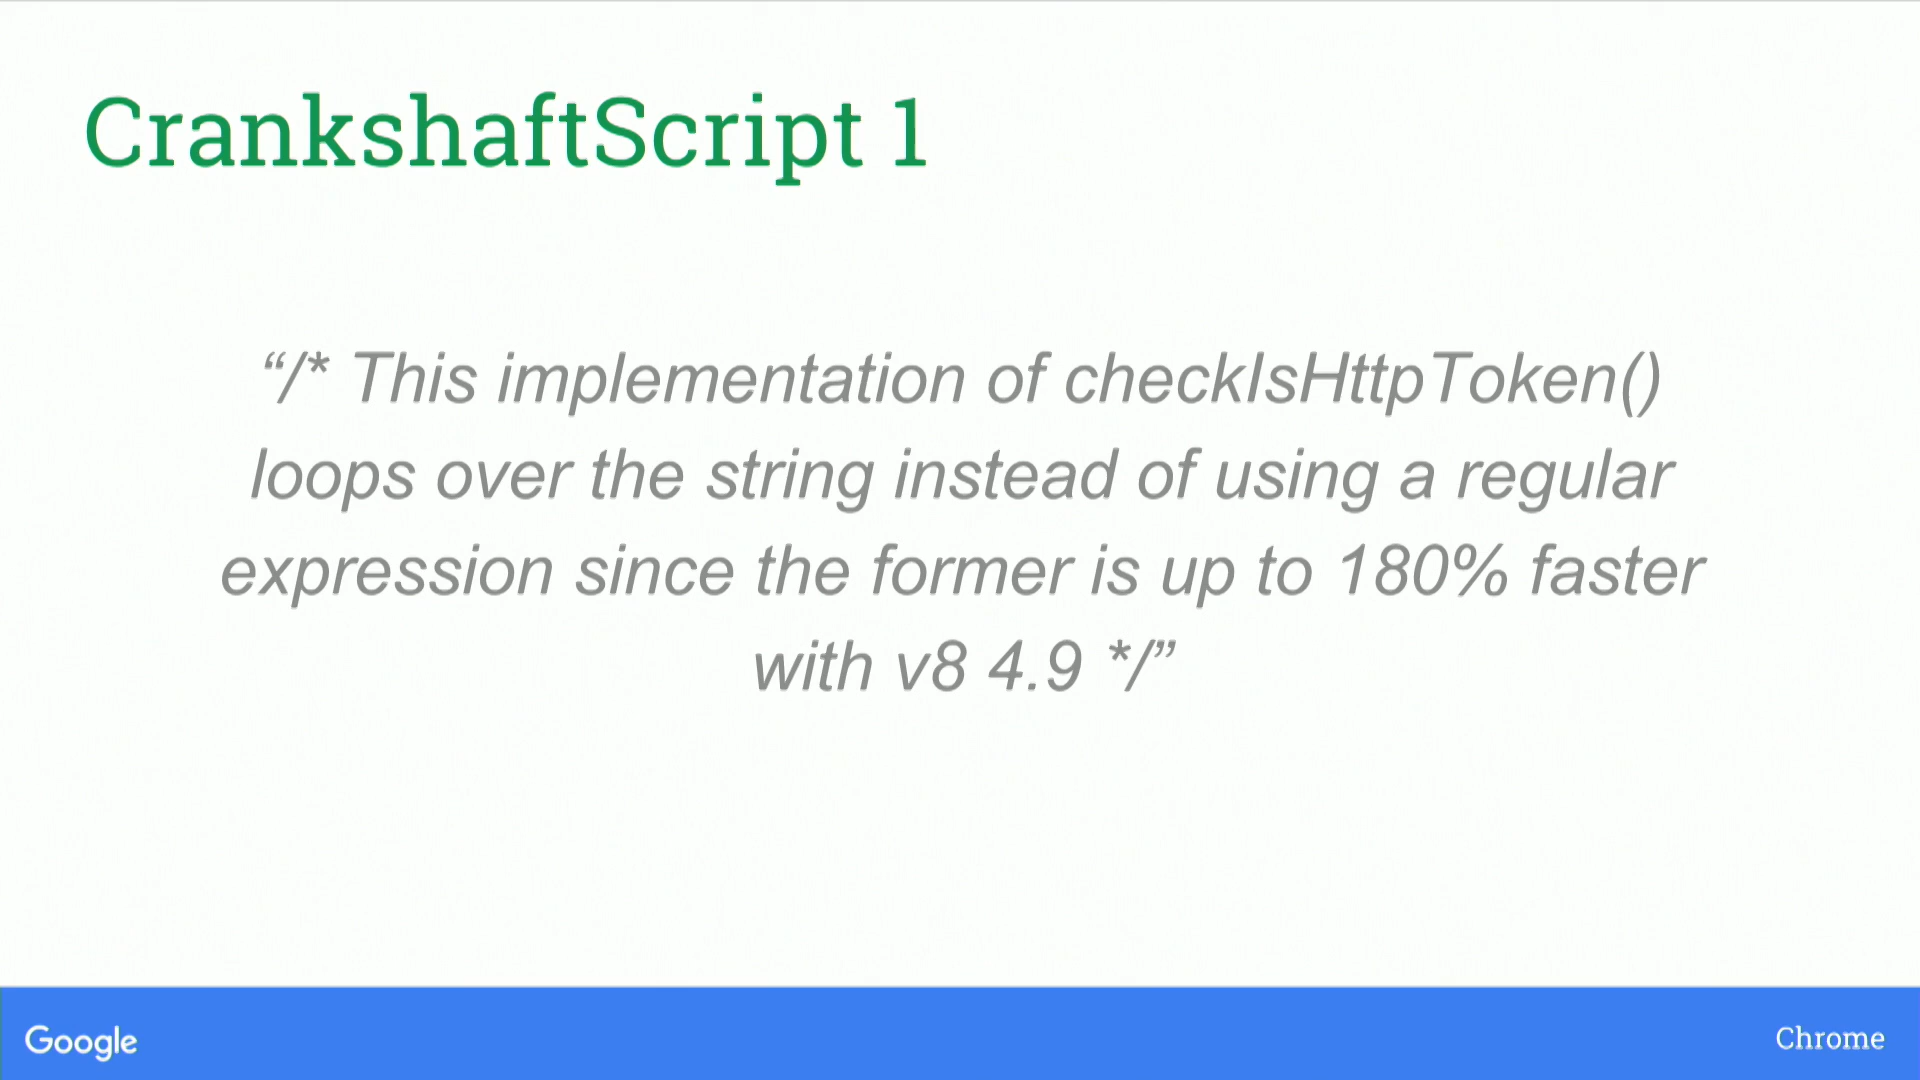 CrankshaftScript 1
“/* This implementation of checkIsHttpToken()
loops over the string instead of using a regular
expression since the former is up to 180% faster
with v8 4.9 */”
Google
Chrome